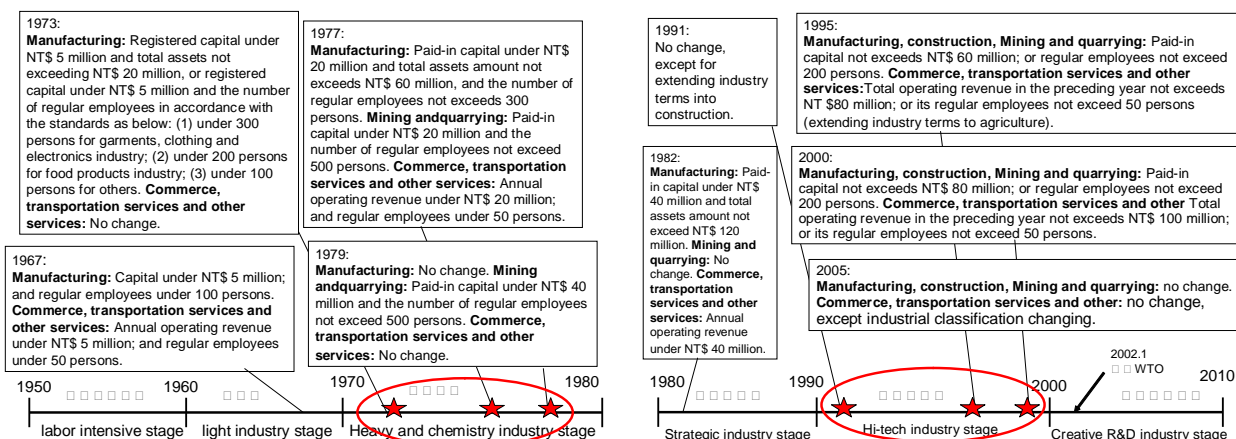 1973:
Manufacturing: Registered capital under
NT$ 5 million and total assets not
exceeding NT$ 20 million, or registered
capital under NT$ 5 million and the number
of regular employees in accordance with
the standards as below: (1) under 300
persons for garments, clothing and
electronics industry; (2) under 200 persons
for food products industry; (3) under 100
persons for others. Commerce,
transportation services and other
services: No change.
1977:
Manufacturing: Paid-in capital under NT$
20 million and total assets amount not
exceeds NT$ 60 million, and the number of
regular employees not exceeds 300
persons. Mining andquarrying: Paid-in
capital under NT$ 20 million and the
number of regular employees not exceed
500 persons. Commerce, transportation
services and other services: Annual
operating revenue under NT$ 20 million;
and regular employees under 50 persons.
1967:
Manufacturing: Capital under NT$ 5 million;
and regular employees under 100 persons.
Commerce, transportation services and
other services: Annual operating revenue
under NT$ 5 million; and regular employees
under 50 persons.
1979:
Manufacturing: No change. Mining
andquarrying: Paid-in capital under NT$ 40
million and the number of regular employees
not exceed 500 persons. Commerce,
transportation services and other
services: No change.
1950
1960
1970
1980
labor intensive stage
light industry stage
Heavy and chemistry industry stage
1991:
No change,
except for
extending industry
terms into
construction.
1995:
Manufacturing, construction, Mining and quarrying: Paid-in
capital not exceeds NT$ 60 million; or regular employees not exceed
200 persons. Commerce, transportation services and other
services:Total operating revenue in the preceding year not exceeds
NT $80 million; or its regular employees not exceed 50 persons
(extending industry terms to agriculture).
1982:
Manufacturing: Paid-
in capital under NT$
40 million and total
assets amount not
exceed NT$ 120
million. Mining and
quarrying: No
change. Commerce,
transportation
services and other
services: Annual
operating revenue
under NT$ 40 million.
2000:
Manufacturing, construction, Mining and quarrying: Paid-in
capital not exceeds NT$ 80 million; or regular employees not exceed
200 persons. Commerce, transportation services and other Total
operating revenue in the preceding year not exceeds NT$ 100 million;
or its regular employees not exceed 50 persons.
2005:
Manufacturing, construction, Mining and quarrying: no change.
Commerce, transportation services and other: no change,
except industrial classification changing.
2002.1
WTO
1980
1990
2000
2010
Strategic industry stage
Hi-tech industry stage
Creative R&D industry stage